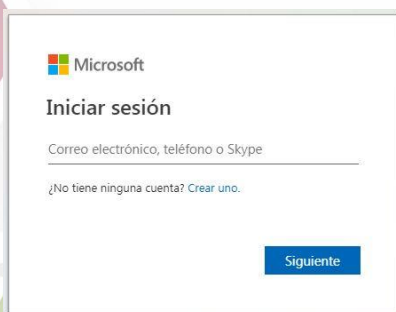 Microsoft
Iniciar sesión
Correo electrónico, teléfono o Skype
¿No tiene ninguna cuenta? Crear uno.
Siguiente